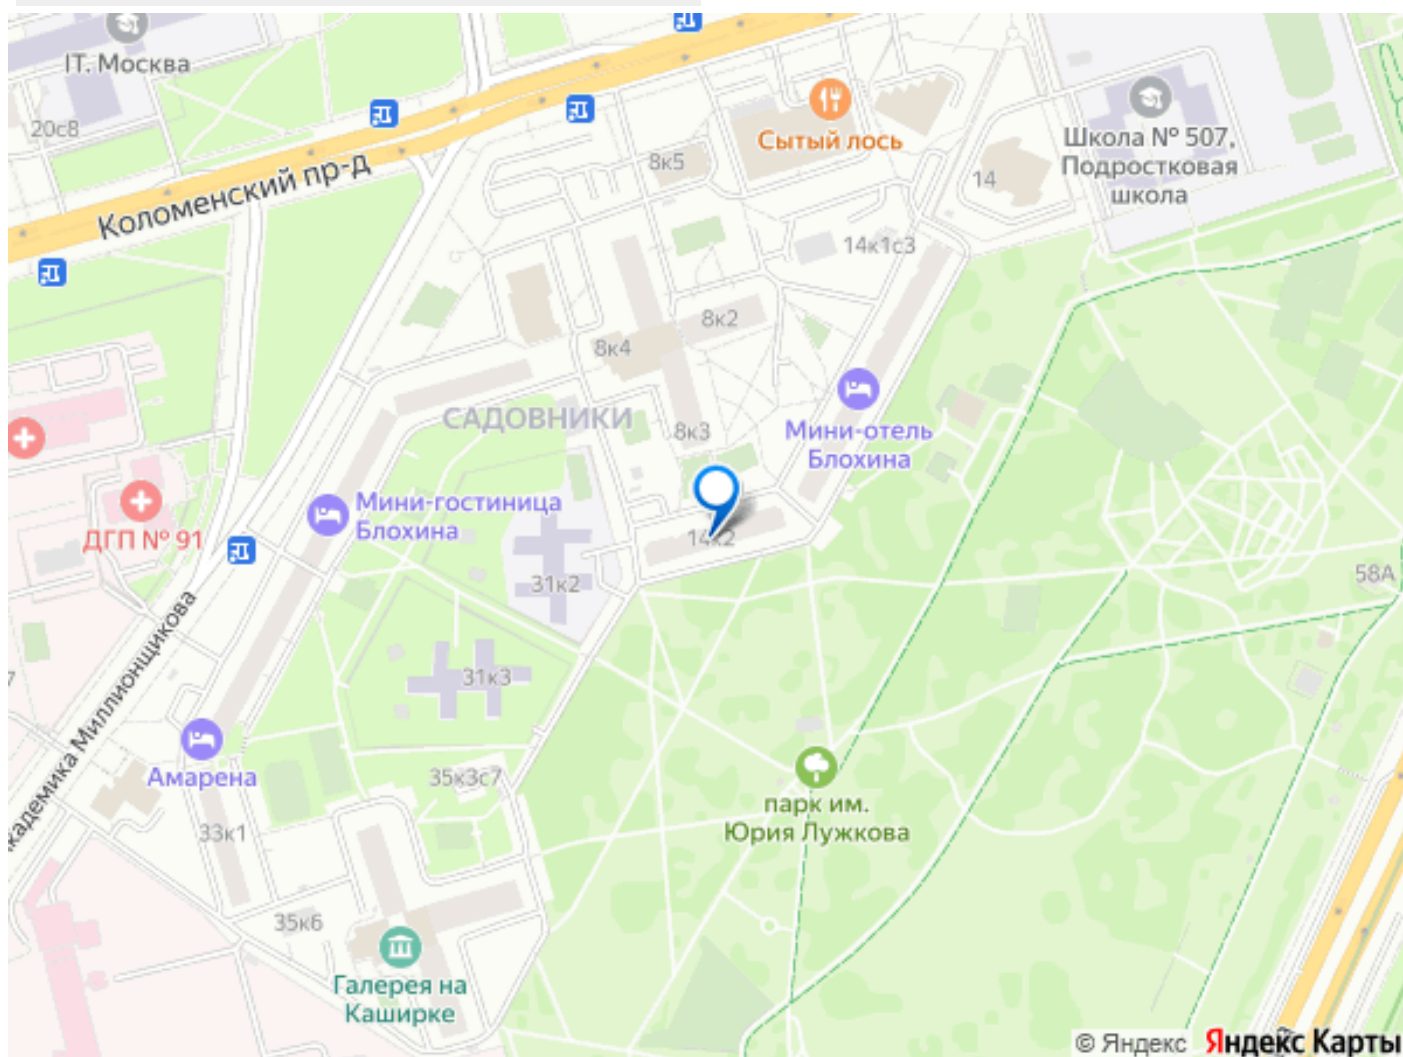 IT. Москва
20с8
Коломенский пр-д
8к5
Сытый лось
14
Школа № 507,
Подростковая
школа
14к1с3
8к2
8к4
САДОВНИКИ
8к3
Мини-отель
Блохина
Мини-гостиница
Блохина
ДГП № 91
14к2
31к2
58А
31к3
7
Академика Миллионщикова
Амарена
35к3с7
парк им.
Юрия Лужкова
33к1
35к6
Галерея на
Каширке
© Яндекс Яндекс Карты